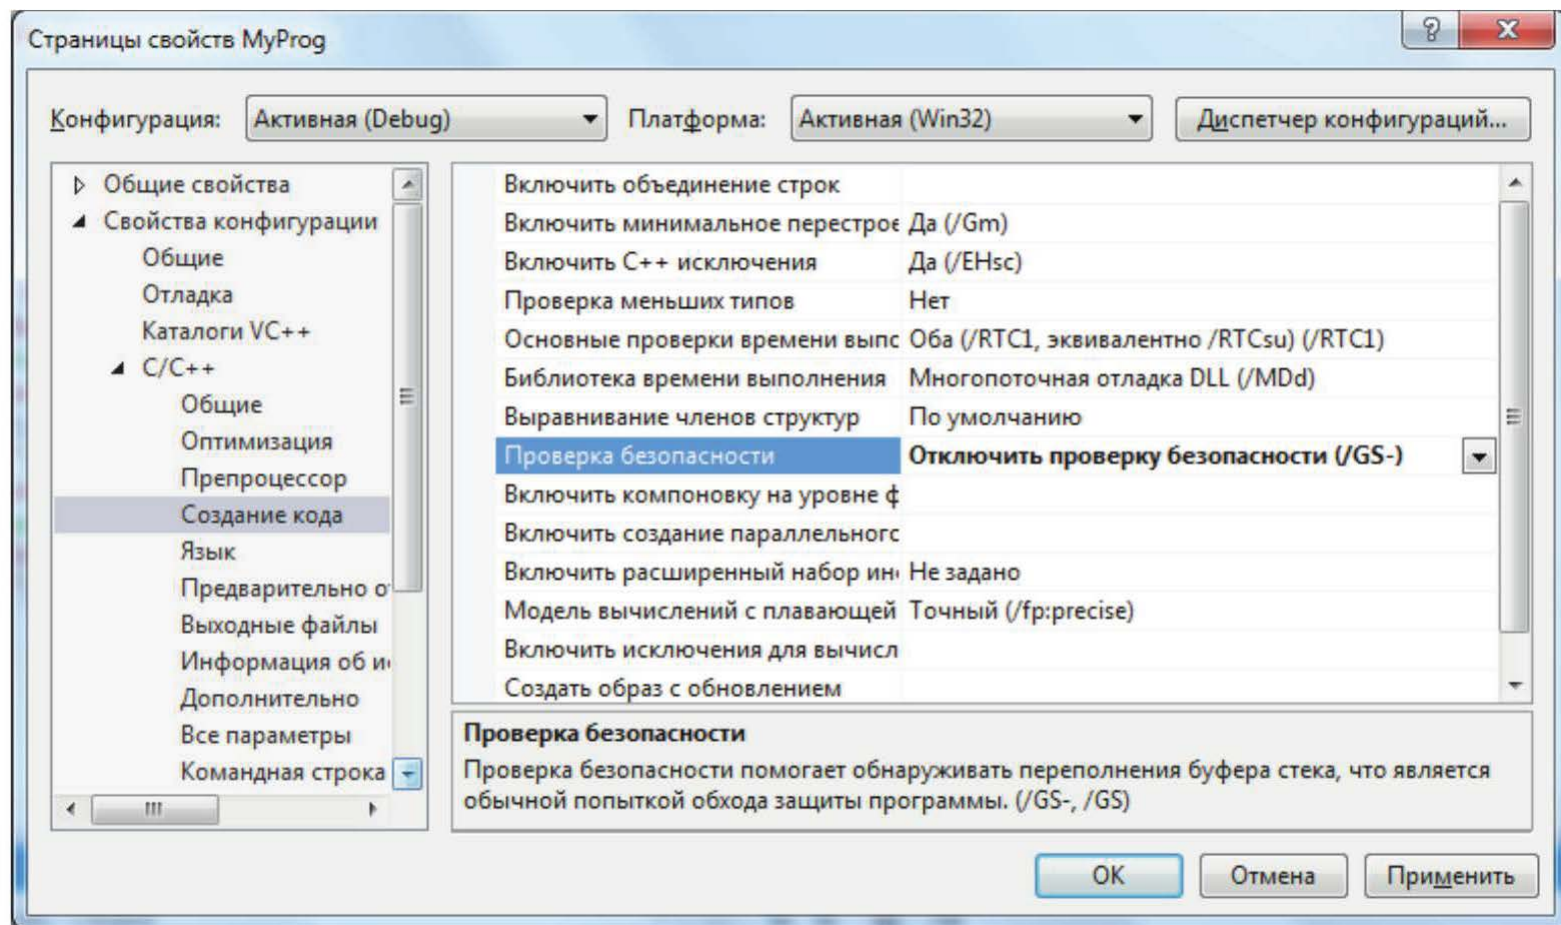 Страницы свойств MyProg
Конфигурация: Активная (Debug) Платформа: Активная (Win32) Диспетчер конфигураций...
Общие свойства
Свойства конфигурации
Общие
Отладка
Каталоги VC++
C/C++
Общие
Оптимизация
Препроцессор
Создание кода
Язык
Предварительно о
Выходные файлы
Информация об и
Дополнительно
Все параметры
Командная строка
Включить объединение строк
Включить минимальное перестрое Да (/Gm)
Включить C++ исключения Да (/EHsc)
Проверка меньших типов Нет
Основные проверки времени выпс Оба (/RTC1, эквивалентно /RTCsu) (/RTC1)
Библиотека времени выполнения Многопоточная отладка DLL (/MDd)
Выравнивание членов структур По умолчанию
Проверка безопасности Отключить проверку безопасности (/GS-)
Включить компоновку на уровне ф
Включить создание параллельногс
Включить расширенный набор ин Не задано
Модель вычислений с плавающей Точный (/fp:precise)
Включить исключения для вычисл
Создать образ с обновлением
Проверка безопасности
Проверка безопасности помогает обнаруживать переполнения буфера стека, что является
обычной попыткой обхода защиты программы. (/GS-, /GS)
ОК Отмена Применить